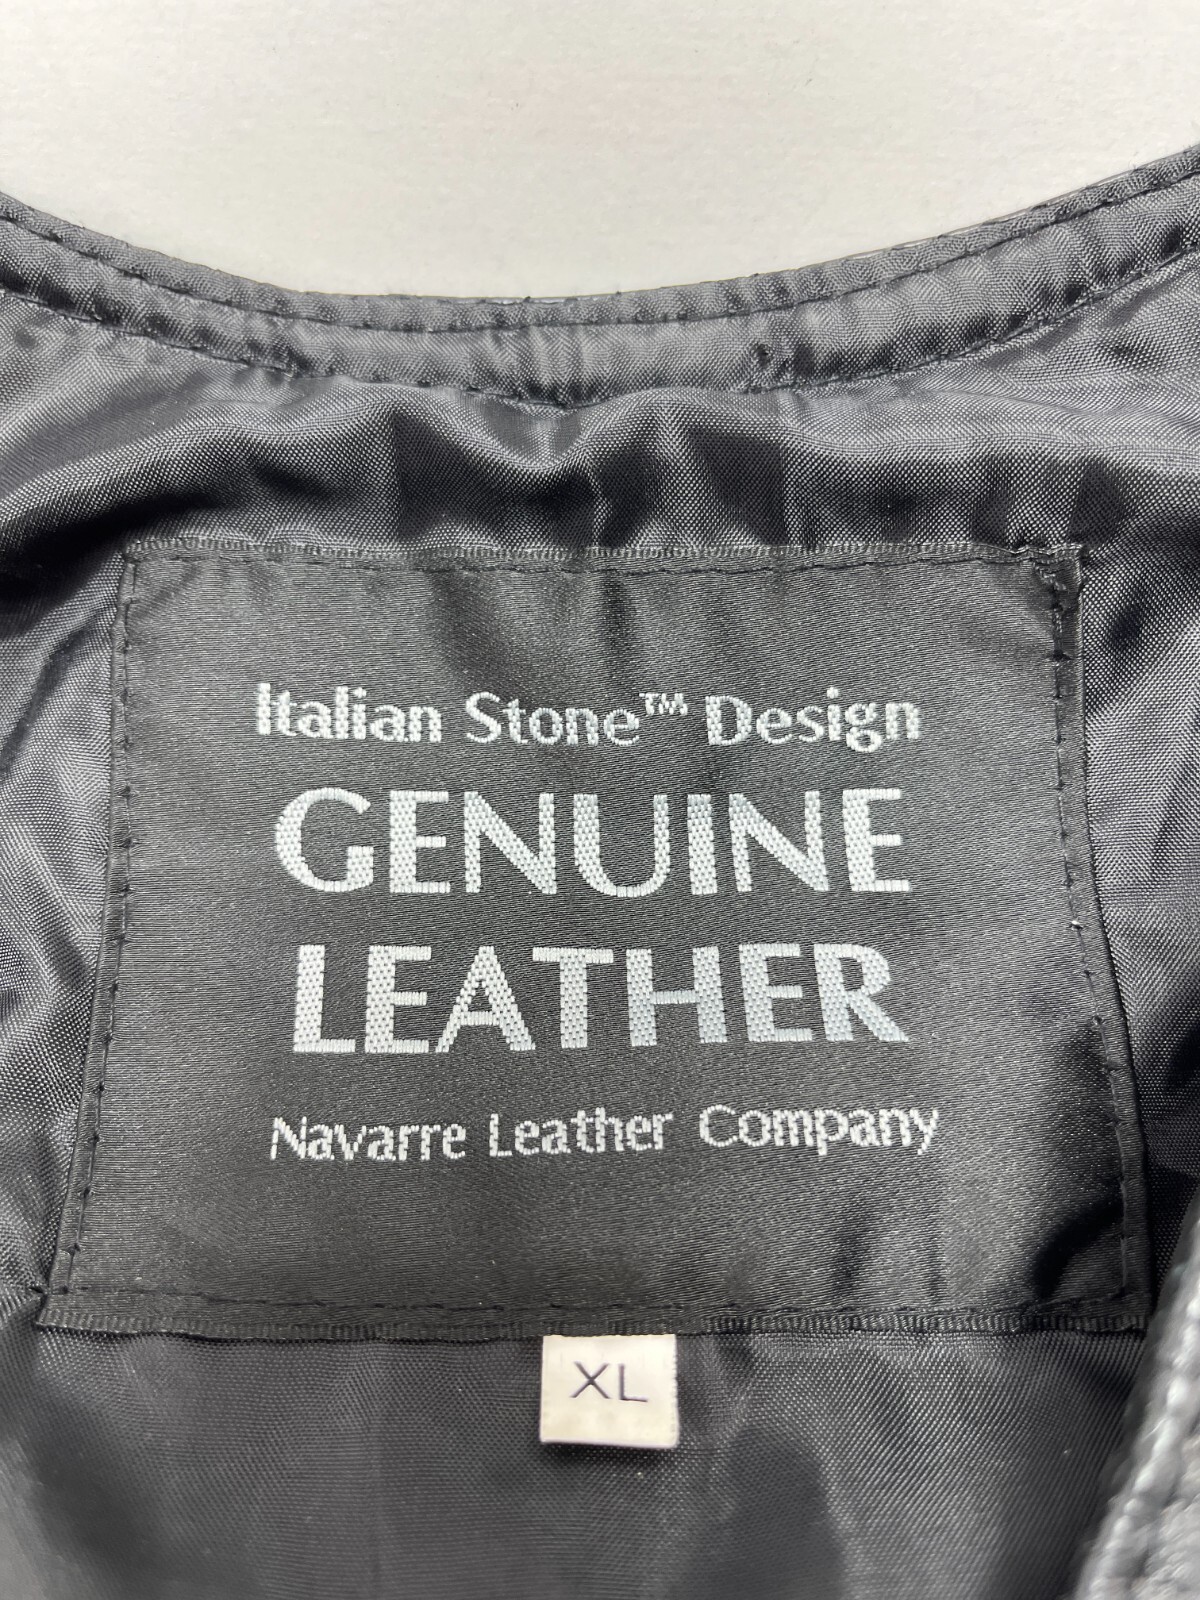 Italian Stone™ Design
GENUINE
LEATHER
Navarre Leather Company
XL